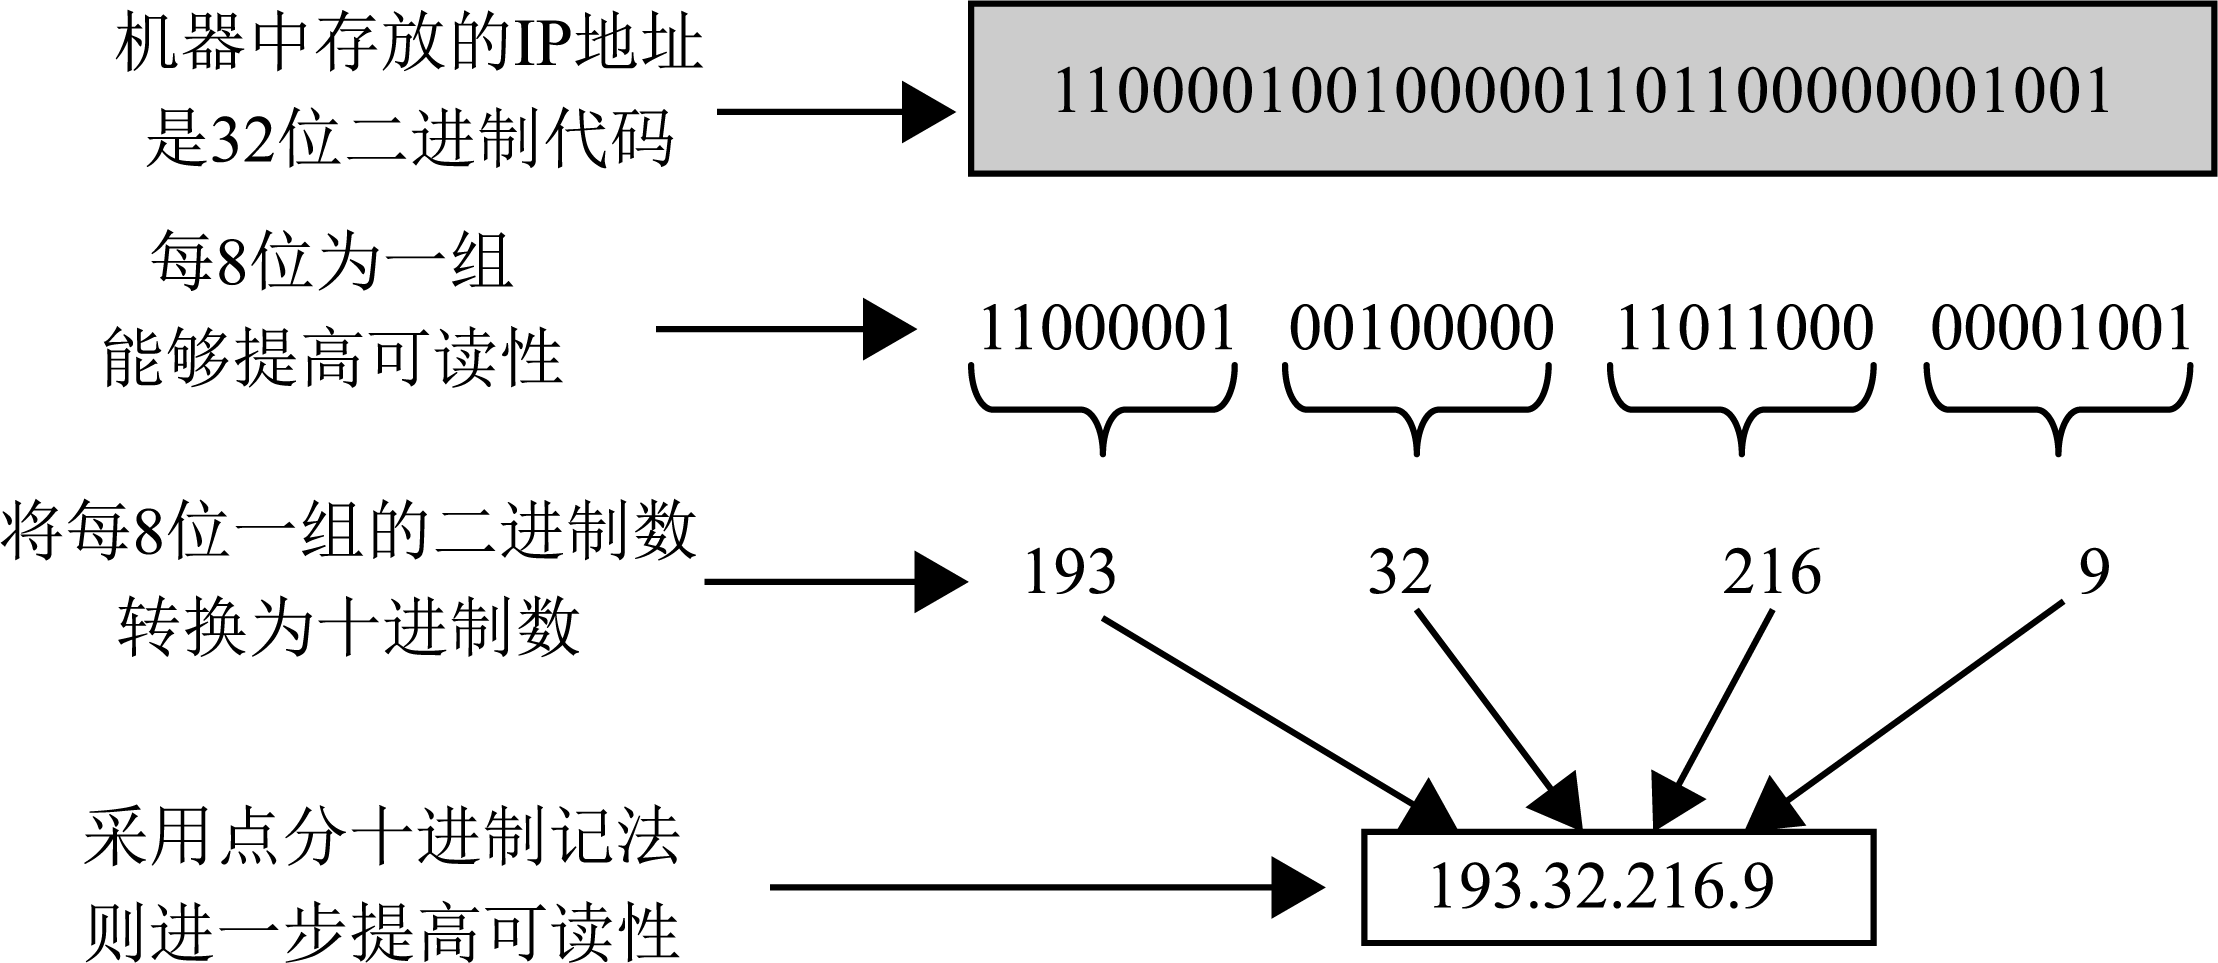 机器中存放的IP地址
是32位二进制代码
11000001001000001101100000001001
每8位为一组
能够提高可读性
11000001 00100000 11011000 00001001
将每8位一组的二进制数
转换为十进制数
193 32 216 9
采用点分十进制记法
则进一步提高可读性
193.32.216.9